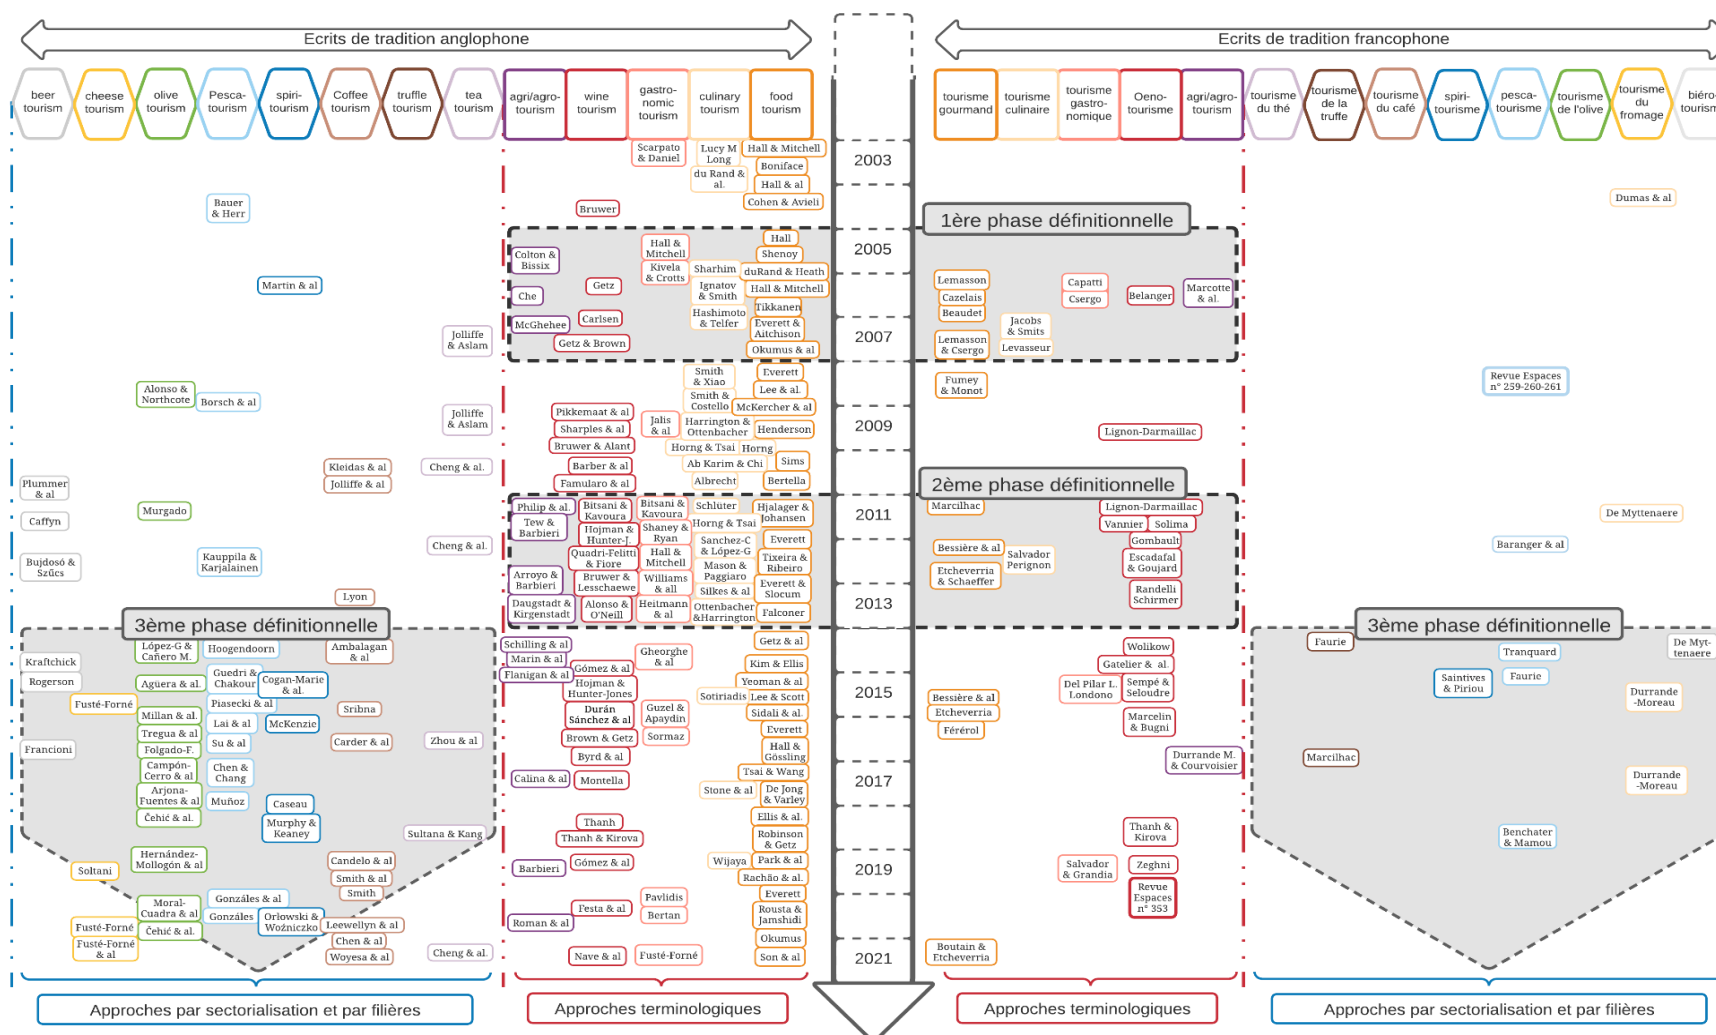 Ecrits de tradition anglophone
Ecrits de tradition francophone
beer
tourism
cheese
tourism
olive
tourism
Pesca-
tourism
spiri-
tourism
Coffee
tourism
truffle
tourism
tea
tourism
agri/agro-
tourism
wine
tourism
gastro-
nomic
tourism
culinary
tourism
food
tourism
tourisme
gourmand
tourisme
culinaire
tourisme
gastro-
nomique
Oeno-
tourisme
agri/agro-
tourism
tourisme
du thé
tourisme
de la
truffe
tourisme
du café
spiri-
tourisme
pesca-
tourisme
tourisme
de l'olive
tourisme
du
fromage
biéro-
tourism
2003
2005
2007
2009
2011
2013
2015
2017
2019
2021
Plummer
& al
Caffyn
Bujdosó &
Szűcs
3ème phase définitionnelle
Kraftchick
Rogerson
Francioni
Fusté-Forné
Soltani
Fusté-Forné
Fusté-Forné
& al
Alonso &
Northcote
Murgado
López-G &
Cañero M.
Agüera & al.
Millan & al.
Tregua & al
Folgado-F.
Campón-
Cerro & al
Arjona-
Fuentes & al
Čehić & al.
Hernández-
Mollogón & al
Moral-
Cuadra & al
Čehić & al.
Bauer
& Herr
Borsch & al
Kauppila &
Karjalainen
Hoogendoorn
Guedri &
Chakour
Piasecki & al
Lai & al
Su & al
Chen &
Chang
Muñoz
Gonzáles & al
Gonzáles
Martin & al
Cogan-Marie
& al.
McKenzie
Caseau
Murphy &
Keaney
Orlowski &
Woźniczko
Kleidas & al
Jolliffe & al
Lyon
Ambalagan
& al
Sribna
Carder & al
Candelo & al
Smith & al
Smith
Leewellyn & al
Chen & al
Woyesa & al
Jolliffe
& Aslam
Jolliffe
& Aslam
Cheng & al.
Cheng & al.
Zhou & al
Sultana & Kang
Cheng & al.
Colton &
Bissix
Che
McGhehee
Philip & al.
Tew &
Barbieri
Arroyo &
Barbieri
Daugstadt &
Kirgenstadt
Schilling & al
Marin & al
Flanigan & al
Calina & al
Barbieri
Roman & al
Bruwer
Getz
Carlsen
Getz & Brown
Pikkemaat & al
Sharples & al
Bruwer & Alant
Barber & al
Famularo & al
Bitsani &
Kavoura
Hojman &
Hunter-J.
Quadri-Felitti
& Fiore
Bruwer &
Lesschaewe
Alonso &
O'Neill
Gómez & al
Hojman &
Hunter-Jones
Durán
Sánchez & al
Brown & Getz
Byrd & al
Montella
Thanh
Thanh & Kirova
Gómez & al
Festa & al
Nave & al
Scarpato
& Daniel
Hall &
Mitchell
Kivela
& Crotts
Jalis
& al
Bitsani &
Kavoura
Shaney &
Ryan
Hall &
Mitchell
Williams
& all
Heitmann
& al
Gheorghe
& al
Guzel &
Apaydin
Sormaz
Pavlidis
Bertan
Fusté-Forné
Lucy M
Long
du Rand &
al.
Sharhim
Ignatov
& Smith
Hashimoto
& Telfer
Smith
& Xiao
Smith &
Costello
Harrington &
Ottenbacher
Horng & Tsai
Ab Karim & Chi
Albrecht
Schlüter
Horng & Tsai
Sanchez-C
& López-G
Mason &
Paggiaro
Silkes & al
Ottenbacher
&Harrington
Sotiriadis
Stone & al
Wijaya
Hall & Mitchell
Boniface
Hall & al
Cohen & Avieli
Hall
Shenoy
duRand & Heath
Hall & Mitchell
Tikkanen
Everett &
Aitchison
Okumus & al
Everett
Lee & al.
McKercher & al
Henderson
Horng
Sims
Bertella
Hjalager &
Johansen
Everett
Tixeira &
Ribeiro
Everett &
Slocum
Falconer
Getz & al
Kim & Ellis
Yeoman & al
Lee & Scott
Sidali & al.
Everett
Hall &
Gössling
Tsai & Wang
De Jong
& Varley
Ellis & al.
Robinson
& Getz
Park & al
Rachão & al.
Everett
Rousta &
Jamshidi
Okumus
Son & al
1ère phase définitionnelle
Lemasson
Cazelais
Beaudet
Lemasson
& Csergo
Jacobs
& Smits
Levasseur
Capatti
Csergo
Belanger
Marcotte
& al.
Fumey
& Monot
Lignon-Darmaillac
2ème phase définitionnelle
Marcilhac
Bessière & al
Etcheverria
& Schaeffer
Salvador
Perignon
Lignon-Darmaillac
Vannier
Solima
Gombault
Escadafal
& Goujard
Randelli
Schirmer
Bessière & al
Etcheverria
Férérol
Del Pilar L.
Londono
Wolikow
Gatelier & al.
Sempé &
Seloudre
Marcelin
& Bugni
Durrande M.
& Courvoisier
Thanh &
Kirova
Salvador
& Grandia
Zeghni
Revue
Espaces
n° 353
Boutain &
Etcheverria
Dumas & al
Revue Espaces
n° 259-260-261
De Myttenaere
Baranger & al
3ème phase définitionnelle
Faurie
Marcilhac
Saintives
& Piriou
Tranquard
Faurie
Benchater
& Mamou
Durrande
-Moreau
Durrande
-Moreau
De Myt-
tenaere
Approches par sectorialisation et par filières
Approches terminologiques
Approches terminologiques
Approches par sectorialisation et par filières